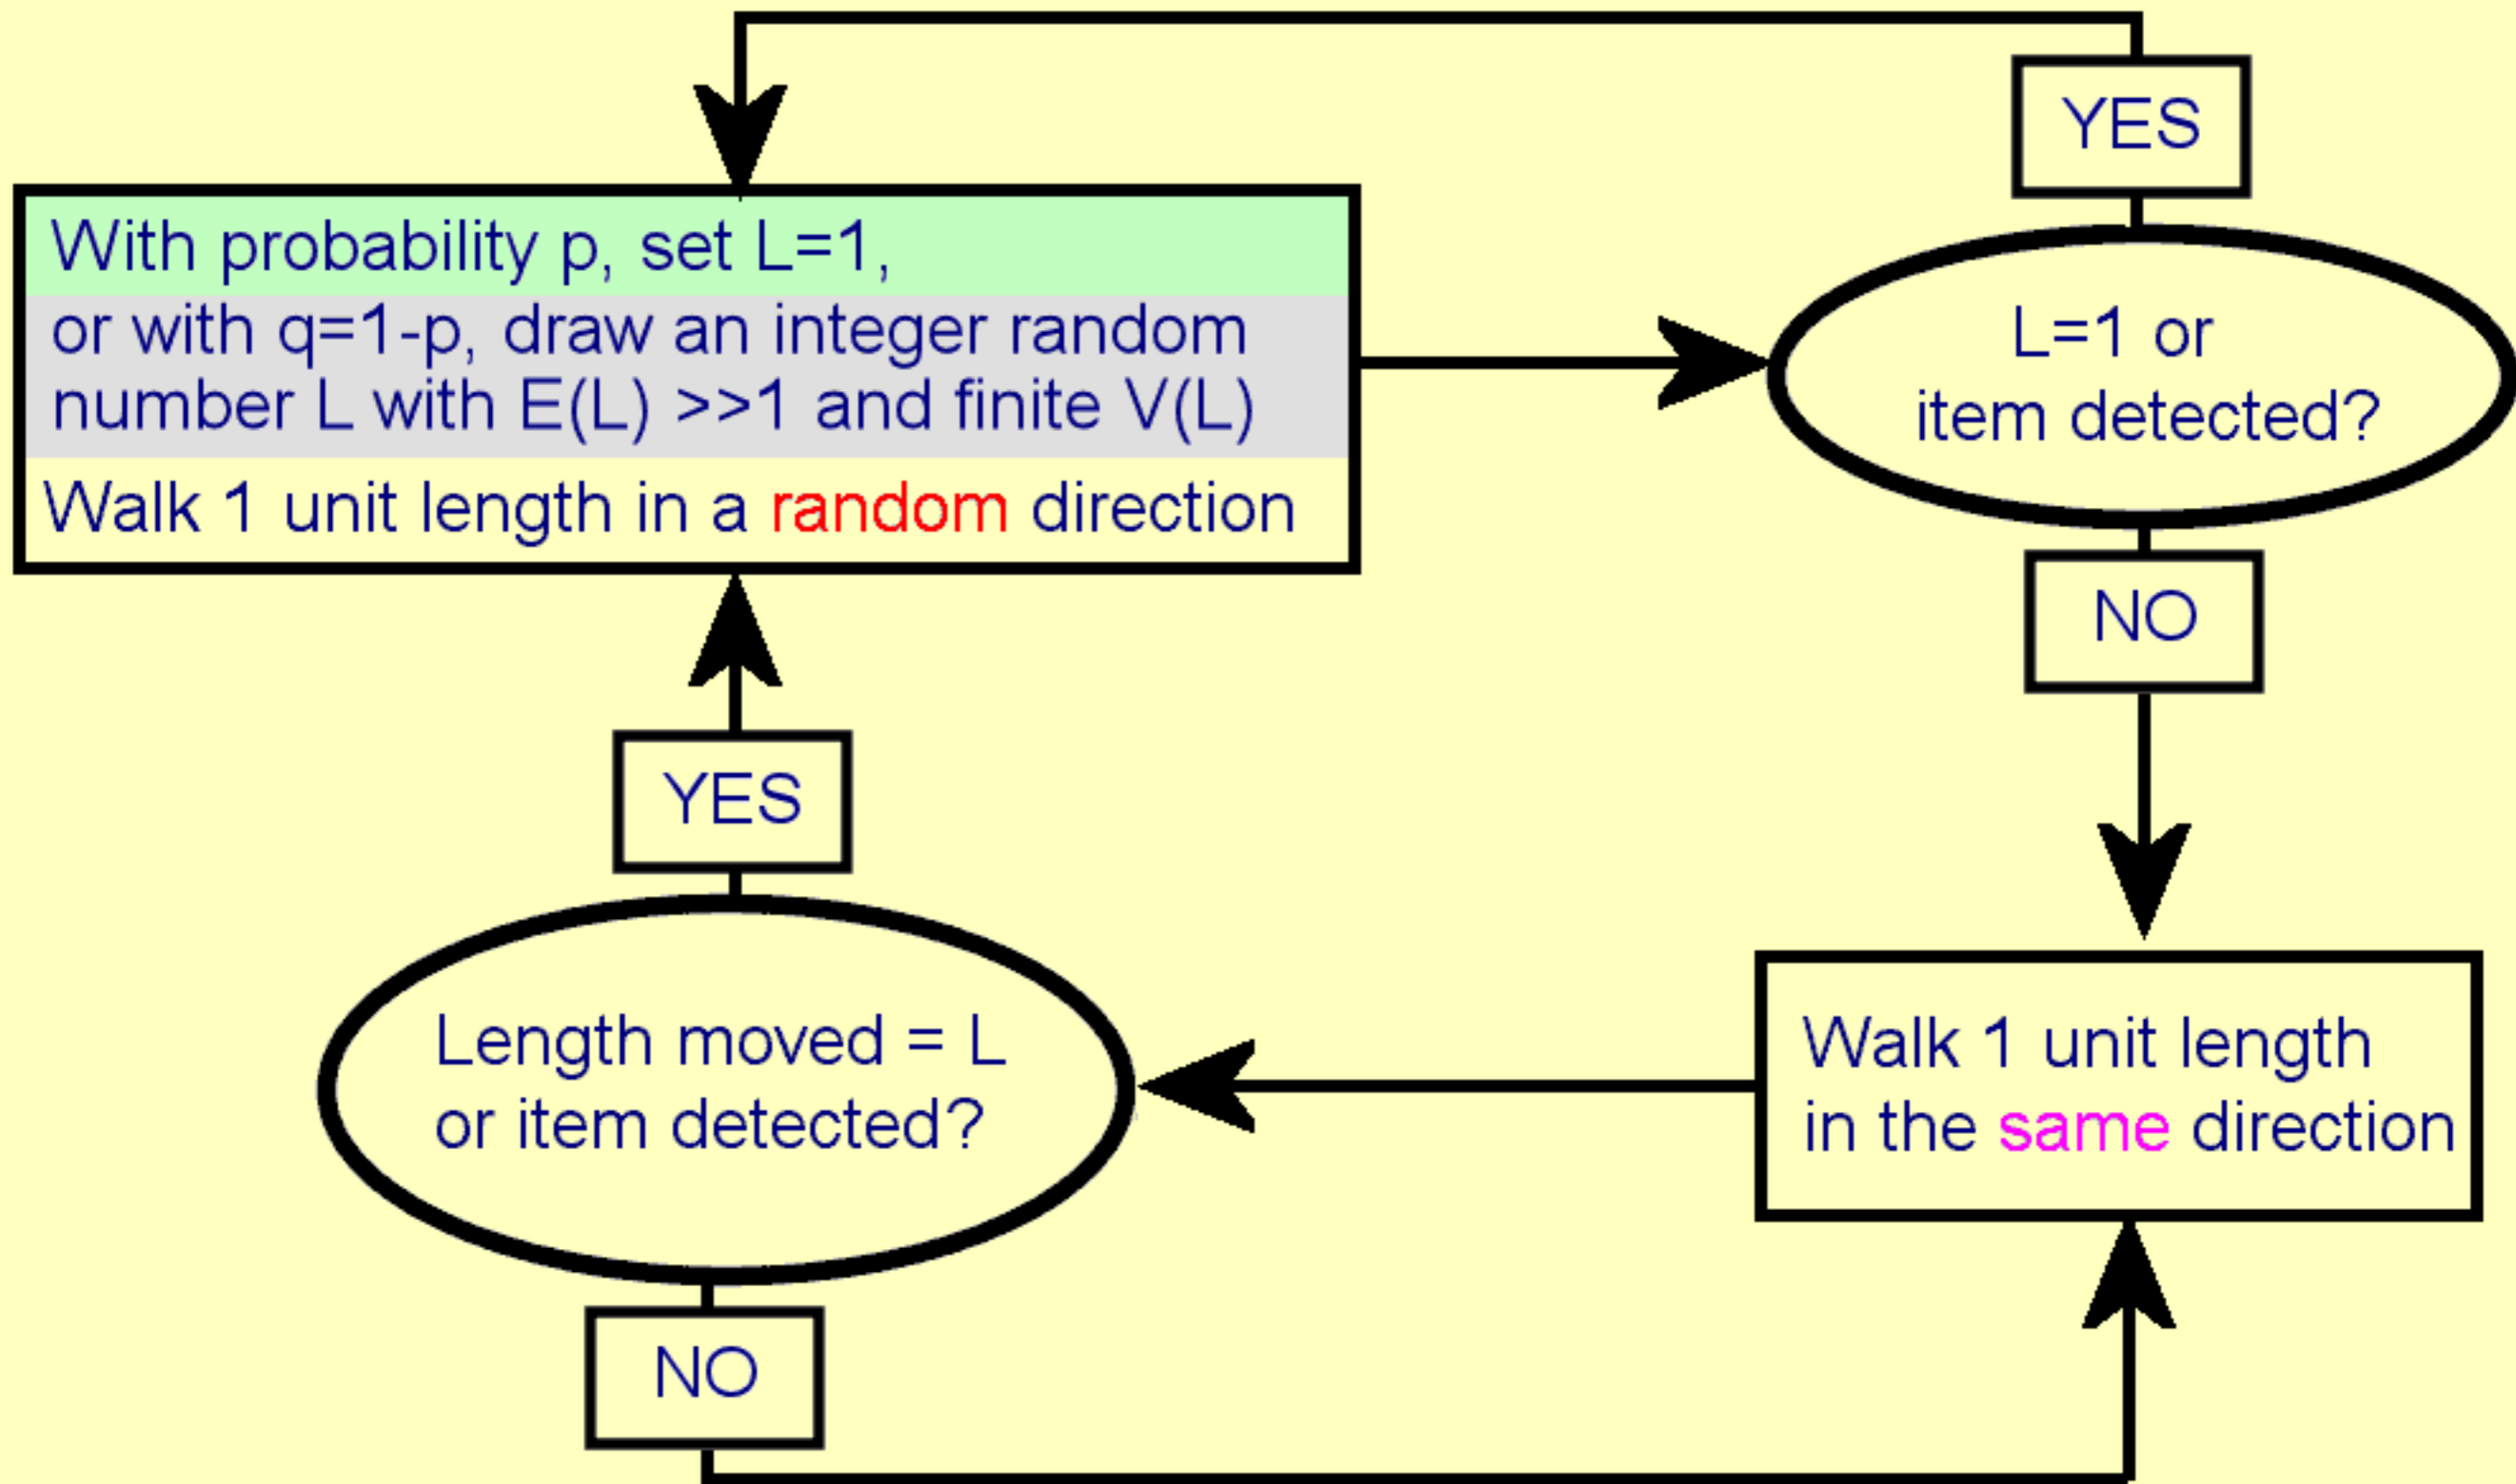 YES
With probability p, set L=1,
or with q=1-p, draw an integer random
number L with E(L) >>1 and finite V(L)
Walk 1 unit length in a random direction
L=1 or
item detected?
NO
Walk 1 unit length
in the same direction
Length moved = L
or item detected?
YES
NO